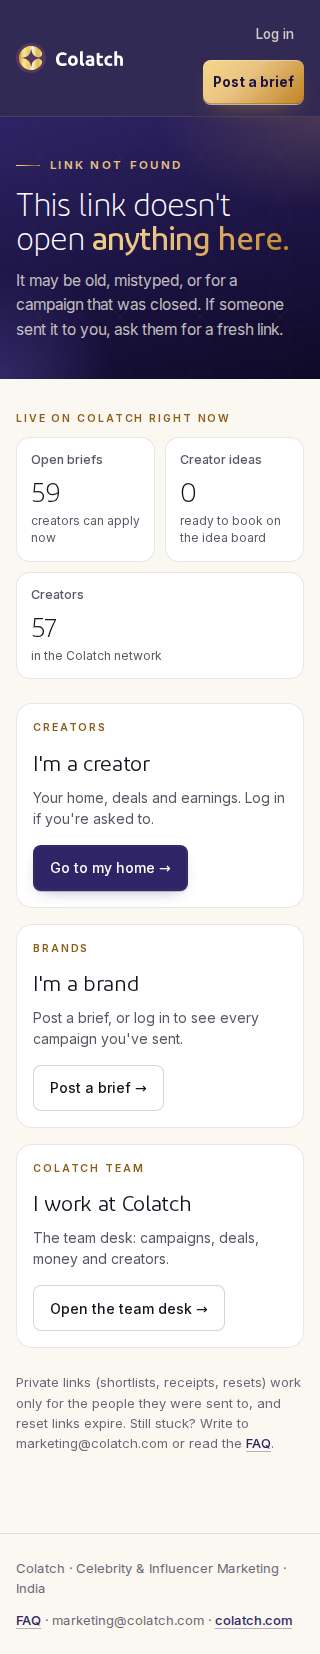 Log in
Colatch
Post a brief
LINK NOT FOUND
This link doesn't
open anything here.
It may be old, mistyped, or for a
campaign that was closed. If someone
sent it to you, ask them for a fresh link.
LIVE ON COLATCH RIGHT NOW
Open briefs
59
creators can apply
now
Creator ideas
0
ready to book on
the idea board
Creators
57
in the Colatch network
CREATORS
I'm a creator
Your home, deals and earnings. Log in
if you're asked to.
Go to my home →
BRANDS
I'm a brand
Post a brief, or log in to see every
campaign you've sent.
Post a brief →
COLATCH TEAM
I work at Colatch
The team desk: campaigns, deals,
money and creators.
Open the team desk →
Private links (shortlists, receipts, resets) work
only for the people they were sent to, and
reset links expire. Still stuck? Write to
marketing@colatch.com or read the FAQ.
Colatch · Celebrity & Influencer Marketing ·
India
FAQ · marketing@colatch.com · colatch.com